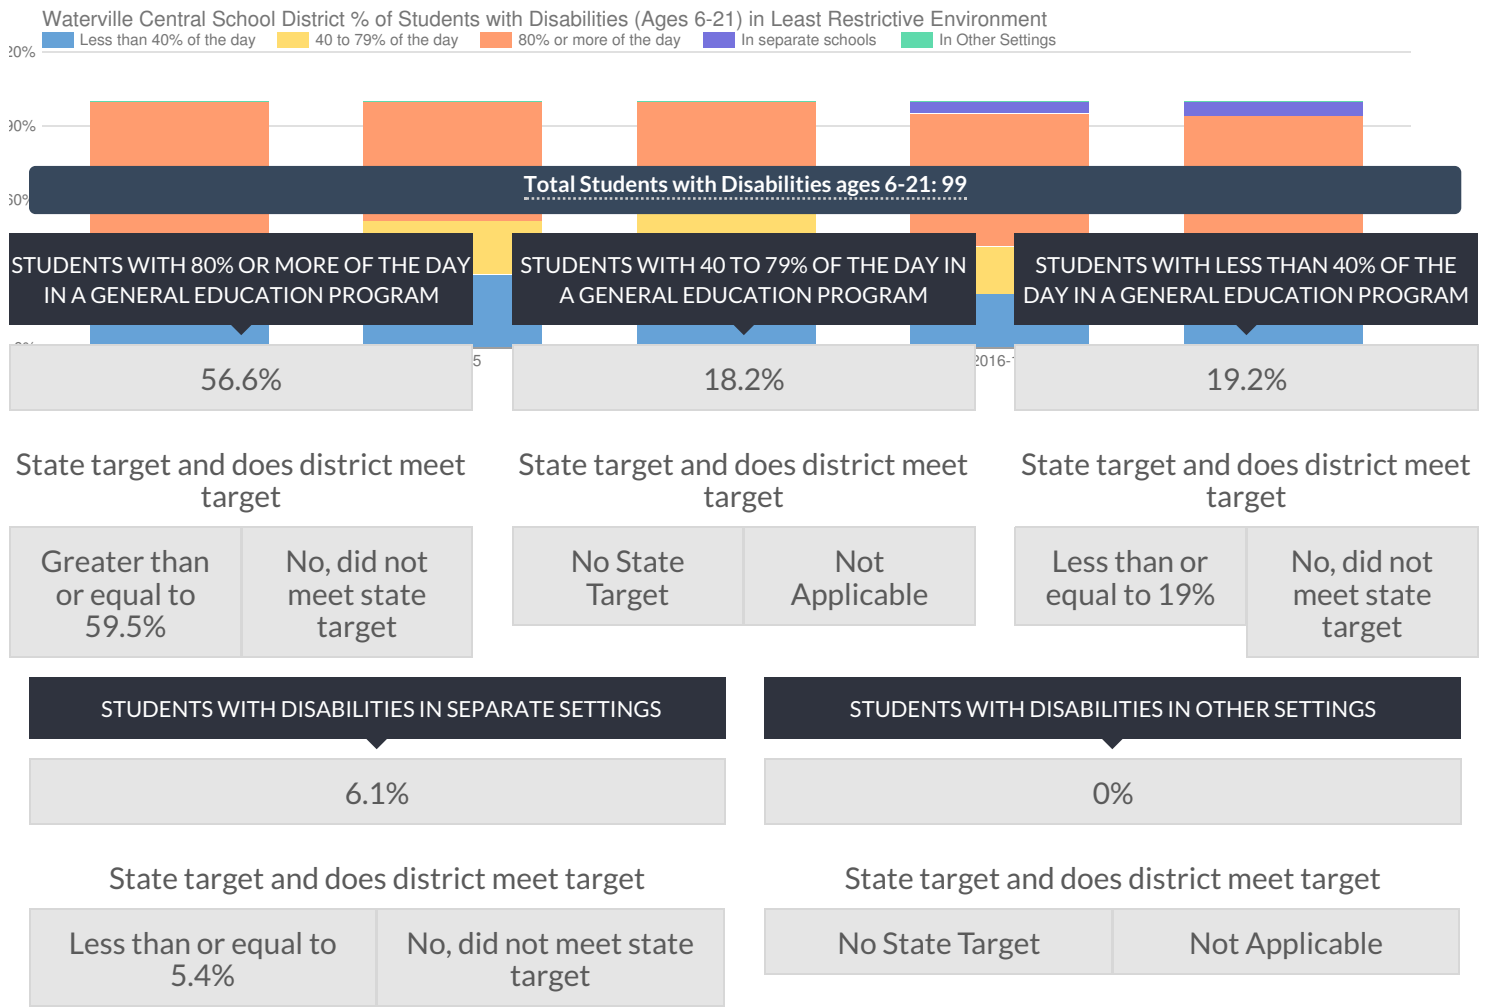 Waterville Central School District % of Students with Disabilities (Ages 6-21) in Least Restrictive Environment
Less than 40% of the day 40 to 79% of the day 80% or more of the day In separate schools In Other Settings
20%
90%
Total Students with Disabilities ages 6-21: 99
60%
STUDENTS WITH 80% OR MORE OF THE DAY
IN A GENERAL EDUCATION PROGRAM
STUDENTS WITH 40 TO 79% OF THE DAY IN
A GENERAL EDUCATION PROGRAM
STUDENTS WITH LESS THAN 40% OF THE
DAY IN A GENERAL EDUCATION PROGRAM
5 2016-1
56.6%
18.2%
19.2%
State target and does district meet
target
State target and does district meet
target
State target and does district meet
target
Greater than
or equal to
59.5%
No, did not
meet state
target
No State
Target
Not
Applicable
Less than or
equal to 19%
No, did not
meet state
target
STUDENTS WITH DISABILITIES IN SEPARATE SETTINGS
STUDENTS WITH DISABILITIES IN OTHER SETTINGS
6.1%
0%
State target and does district meet target
State target and does district meet target
Less than or equal to
5.4%
No, did not meet state
target
No State Target
Not Applicable